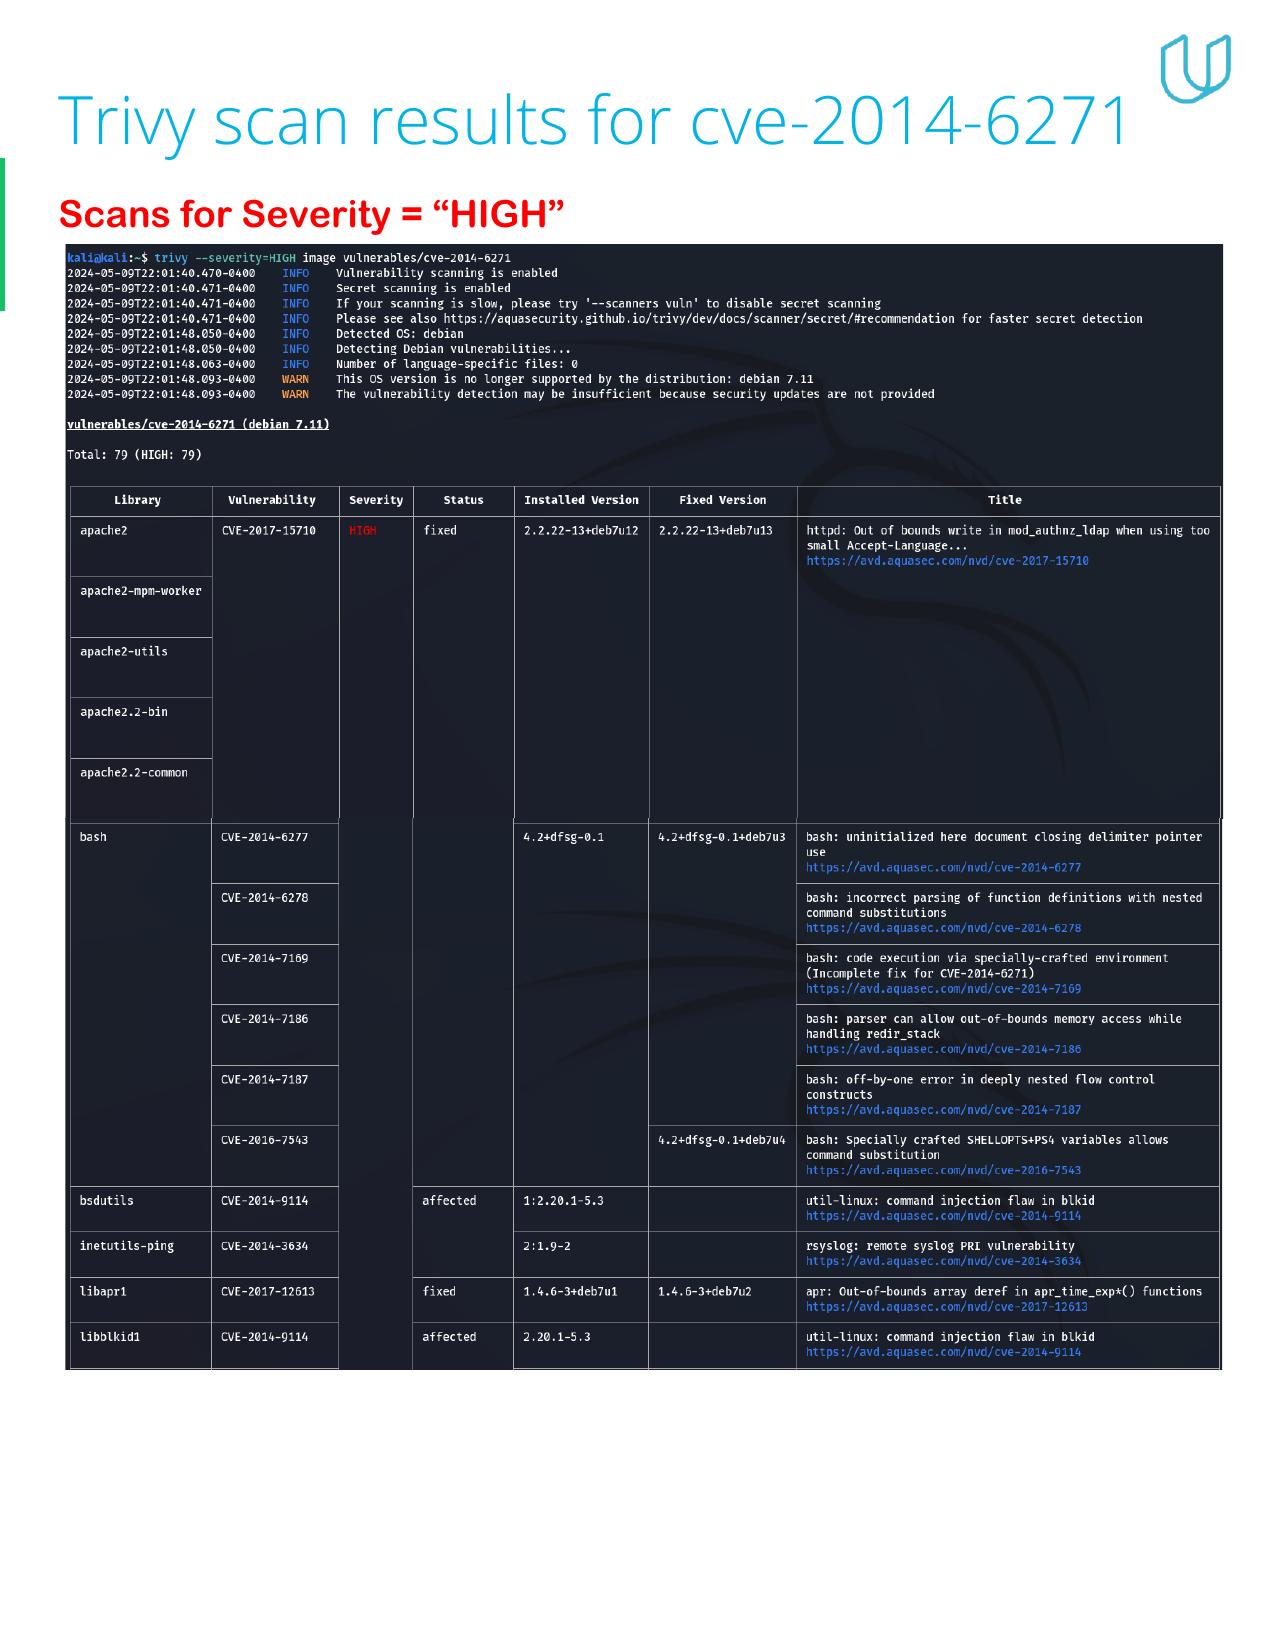 Trivy scan results for cve-2014-6271
Scans for Severity = “HIGH”
kali@kali:~$ trivy --severity=HIGH image vulnerables/cve-2014-6271
2024-05-09T22:01:40.470-0400 INFO Vulnerability scanning is enabled
2024-05-09T22:01:40.471-0400 INFO Secret scanning is enabled
2024-05-09T22:01:40.471-0400 INFO If your scanning is slow, please try '--scanners vuln' to disable secret scanning
2024-05-09T22:01:40.471-0400 INFO Please see also https://aquasecurity.github.io/trivy/dev/docs/scanner/secret/#recommendation for faster secret detection
2024-05-09T22:01:48.050-0400 INFO Detected OS: debian
2024-05-09T22:01:48.050-0400 INFO Detecting Debian vulnerabilities...
2024-05-09T22:01:48.063-0400 INFO Number of language-specific files: 0
2024-05-09T22:01:48.093-0400 WARN This OS version is no longer supported by the distribution: debian 7.11
2024-05-09T22:01:48.093-0400 WARN The vulnerability detection may be insufficient because security updates are not provided
vulnerables/cve-2014-6271 (debian 7.11)
Total: 79 (HIGH: 79)
Library Vulnerability Severity Status Installed Version Fixed Version Title
apache2 CVE-2017-15710 HIGH fixed 2.2.22-13+deb7u12 2.2.22-13+deb7u13 httpd: Out of bounds write in mod_authnz_ldap when using too
small Accept-Language...
https://avd.aquasec.com/nvd/cve-2017-15710
apache2-mpm-worker
apache2-utils
apache2.2-bin
apache2.2-common
bash CVE-2014-6277 4.2+dfsg-0.1 4.2+dfsg-0.1+deb7u3 bash: uninitialized here document closing delimiter pointer
use
https://avd.aquasec.com/nvd/cve-2014-6277
CVE-2014-6278 bash: incorrect parsing of function definitions with nested
command substitutions
https://avd.aquasec.com/nvd/cve-2014-6278
CVE-2014-7169 bash: code execution via specially-crafted environment
(Incomplete fix for CVE-2014-6271)
https://avd.aquasec.com/nvd/cve-2014-7169
CVE-2014-7186 bash: parser can allow out-of-bounds memory access while
handling redir_stack
https://avd.aquasec.com/nvd/cve-2014-7186
CVE-2014-7187 bash: off-by-one error in deeply nested flow control
constructs
https://avd.aquasec.com/nvd/cve-2014-7187
CVE-2016-7543 4.2+dfsg-0.1+deb7u4 bash: Specially crafted SHELLOPTS+PS4 variables allows
command substitution
https://avd.aquasec.com/nvd/cve-2016-7543
bsdutils CVE-2014-9114 affected 1:2.20.1-5.3 util-linux: command injection flaw in blkid
https://avd.aquasec.com/nvd/cve-2014-9114
inetutils-ping CVE-2014-3634 2:1.9-2 rsyslog: remote syslog PRI vulnerability
https://avd.aquasec.com/nvd/cve-2014-3634
libapr1 CVE-2017-12613 fixed 1.4.6-3+deb7u1 1.4.6-3+deb7u2 apr: Out-of-bounds array deref in apr_time_exp*() functions
https://avd.aquasec.com/nvd/cve-2017-12613
libblkid1 CVE-2014-9114 affected 2.20.1-5.3 util-linux: command injection flaw in blkid
https://avd.aquasec.com/nvd/cve-2014-9114